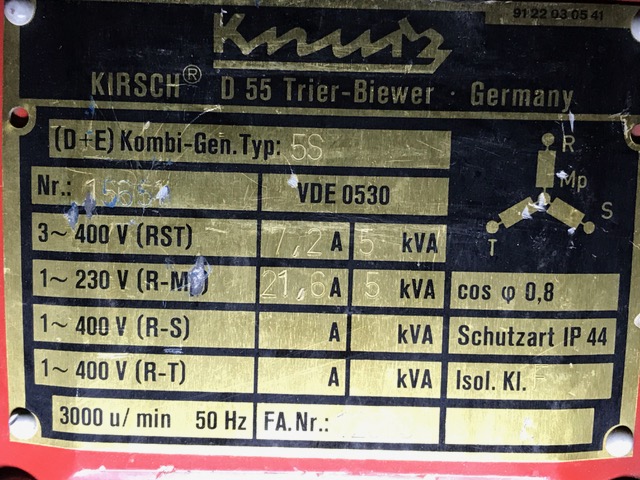 91 22 03 05 41
Knurz
KIRSCH® D 55 Trier-Biewer · Germany
(D+E) Kombi-Gen. Typ: 5S
Nr.: VDE 0530
3~ 400 V (RST) 7,2 A 5 kVA
1~ 230 V (R-Mp) 21,6 A 5 kVA cos φ 0,8
1~ 400 V (R-S) A kVA Schutzart IP 44
1~ 400 V (R-T) A kVA Isol. Kl.
3000 u/min 50 Hz FA. Nr.:
R
Mp
S
T